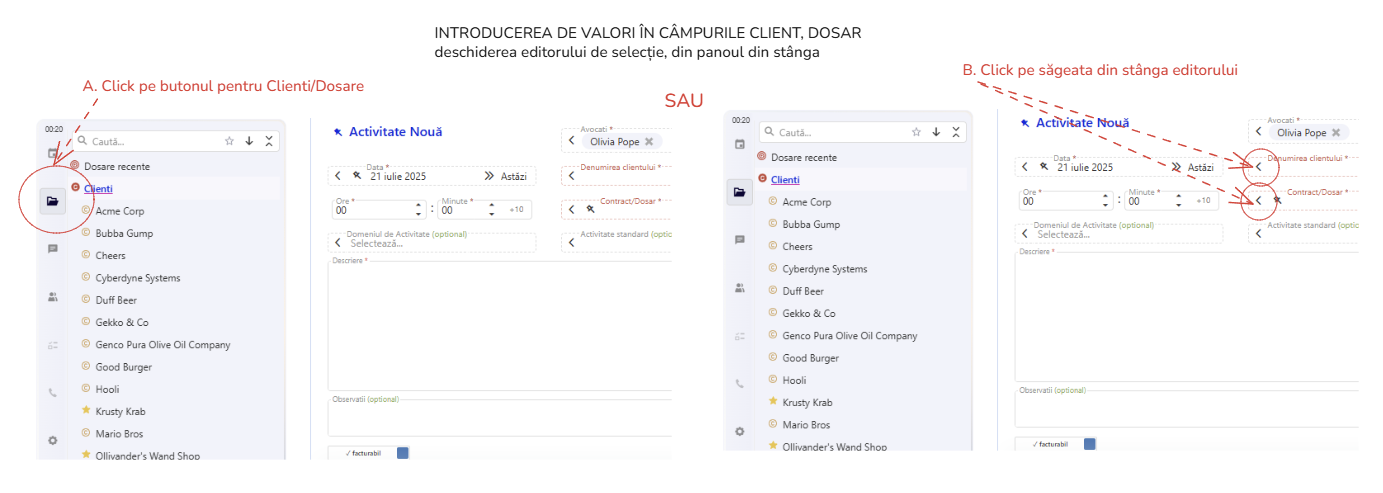 INTRODUCEREA DE VALORI ÎN CÂMPURILE CLIENT, DOSAR
deschiderea editorului de selecție, din panoul din stânga
A. Click pe butonul pentru Clienti/Dosare
SAU
B. Click pe săgeata din stânga editorului
00:20
Caută...
Dosare recente
Clienti
Acme Corp
Bubba Gump
Cheers
Cyberdyne Systems
Duff Beer
Gekko & Co
Genco Pura Olive Oil Company
Good Burger
Hooli
Krusty Krab
Mario Bros
Ollivander's Wand Shop
Activitate Nouă
Avocati *
Olivia Pope
Data *
21 iulie 2025
Astăzi
Denumirea clientului *
Ore *
00
:
Minute *
00
+10
Contract/Dosar *
Domeniul de Activitate (optional)
Selectează...
Activitate standard (optic
Descriere *
Observatii (optional)
✓ facturabil
00:20
Caută...
Dosare recente
Clienti
Acme Corp
Bubba Gump
Cheers
Cyberdyne Systems
Duff Beer
Gekko & Co
Genco Pura Olive Oil Company
Good Burger
Hooli
Krusty Krab
Mario Bros
Ollivander's Wand Shop
Activitate Nouă
Avocati *
Olivia Pope
Data *
21 iulie 2025
Astăzi
Denumirea clientului *
Ore *
00
:
Minute *
00
+10
Contract/Dosar *
Domeniul de Activitate (optional)
Selectează...
Activitate standard (optic
Descriere *
Observatii (optional)
✓ facturabil